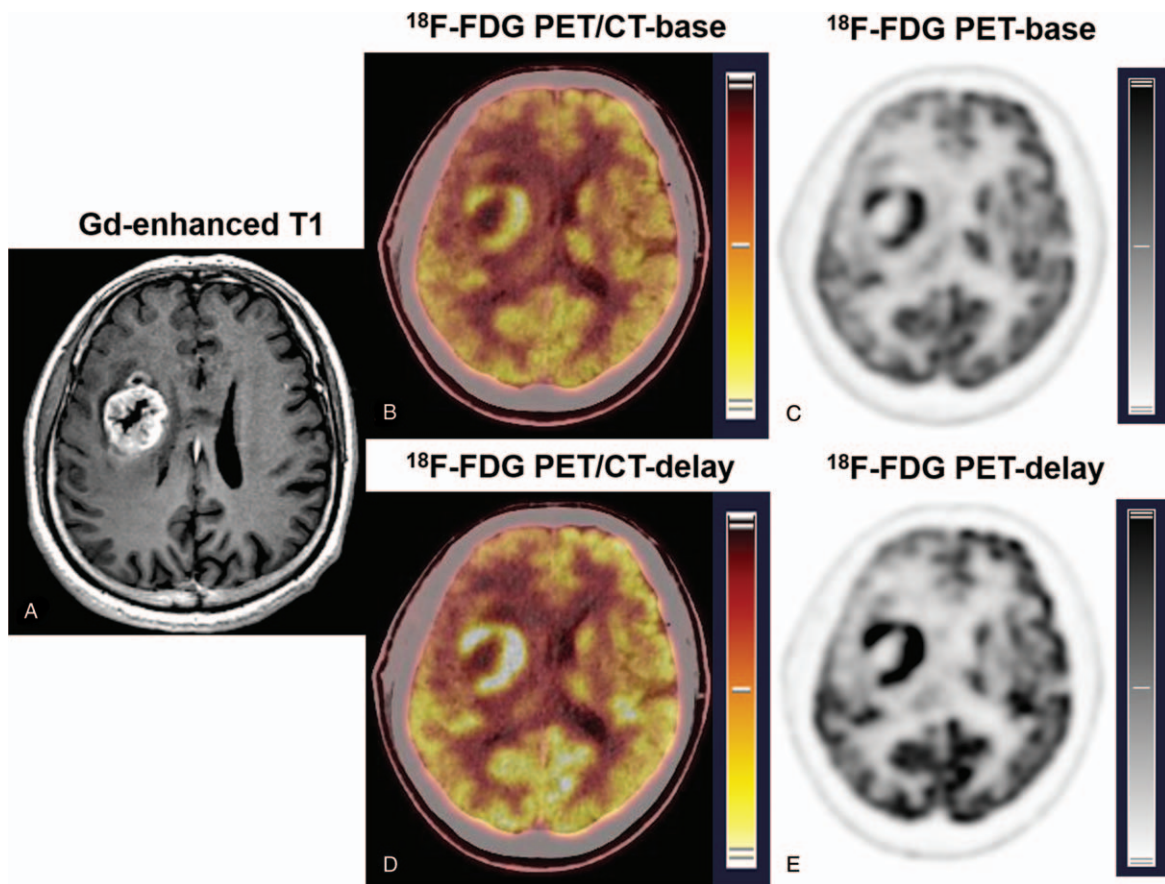 ¹⁸F-FDG PET/CT-base
¹⁸F-FDG PET-base
Gd-enhanced T1
A
B
C
¹⁸F-FDG PET/CT-delay
¹⁸F-FDG PET-delay
D
E